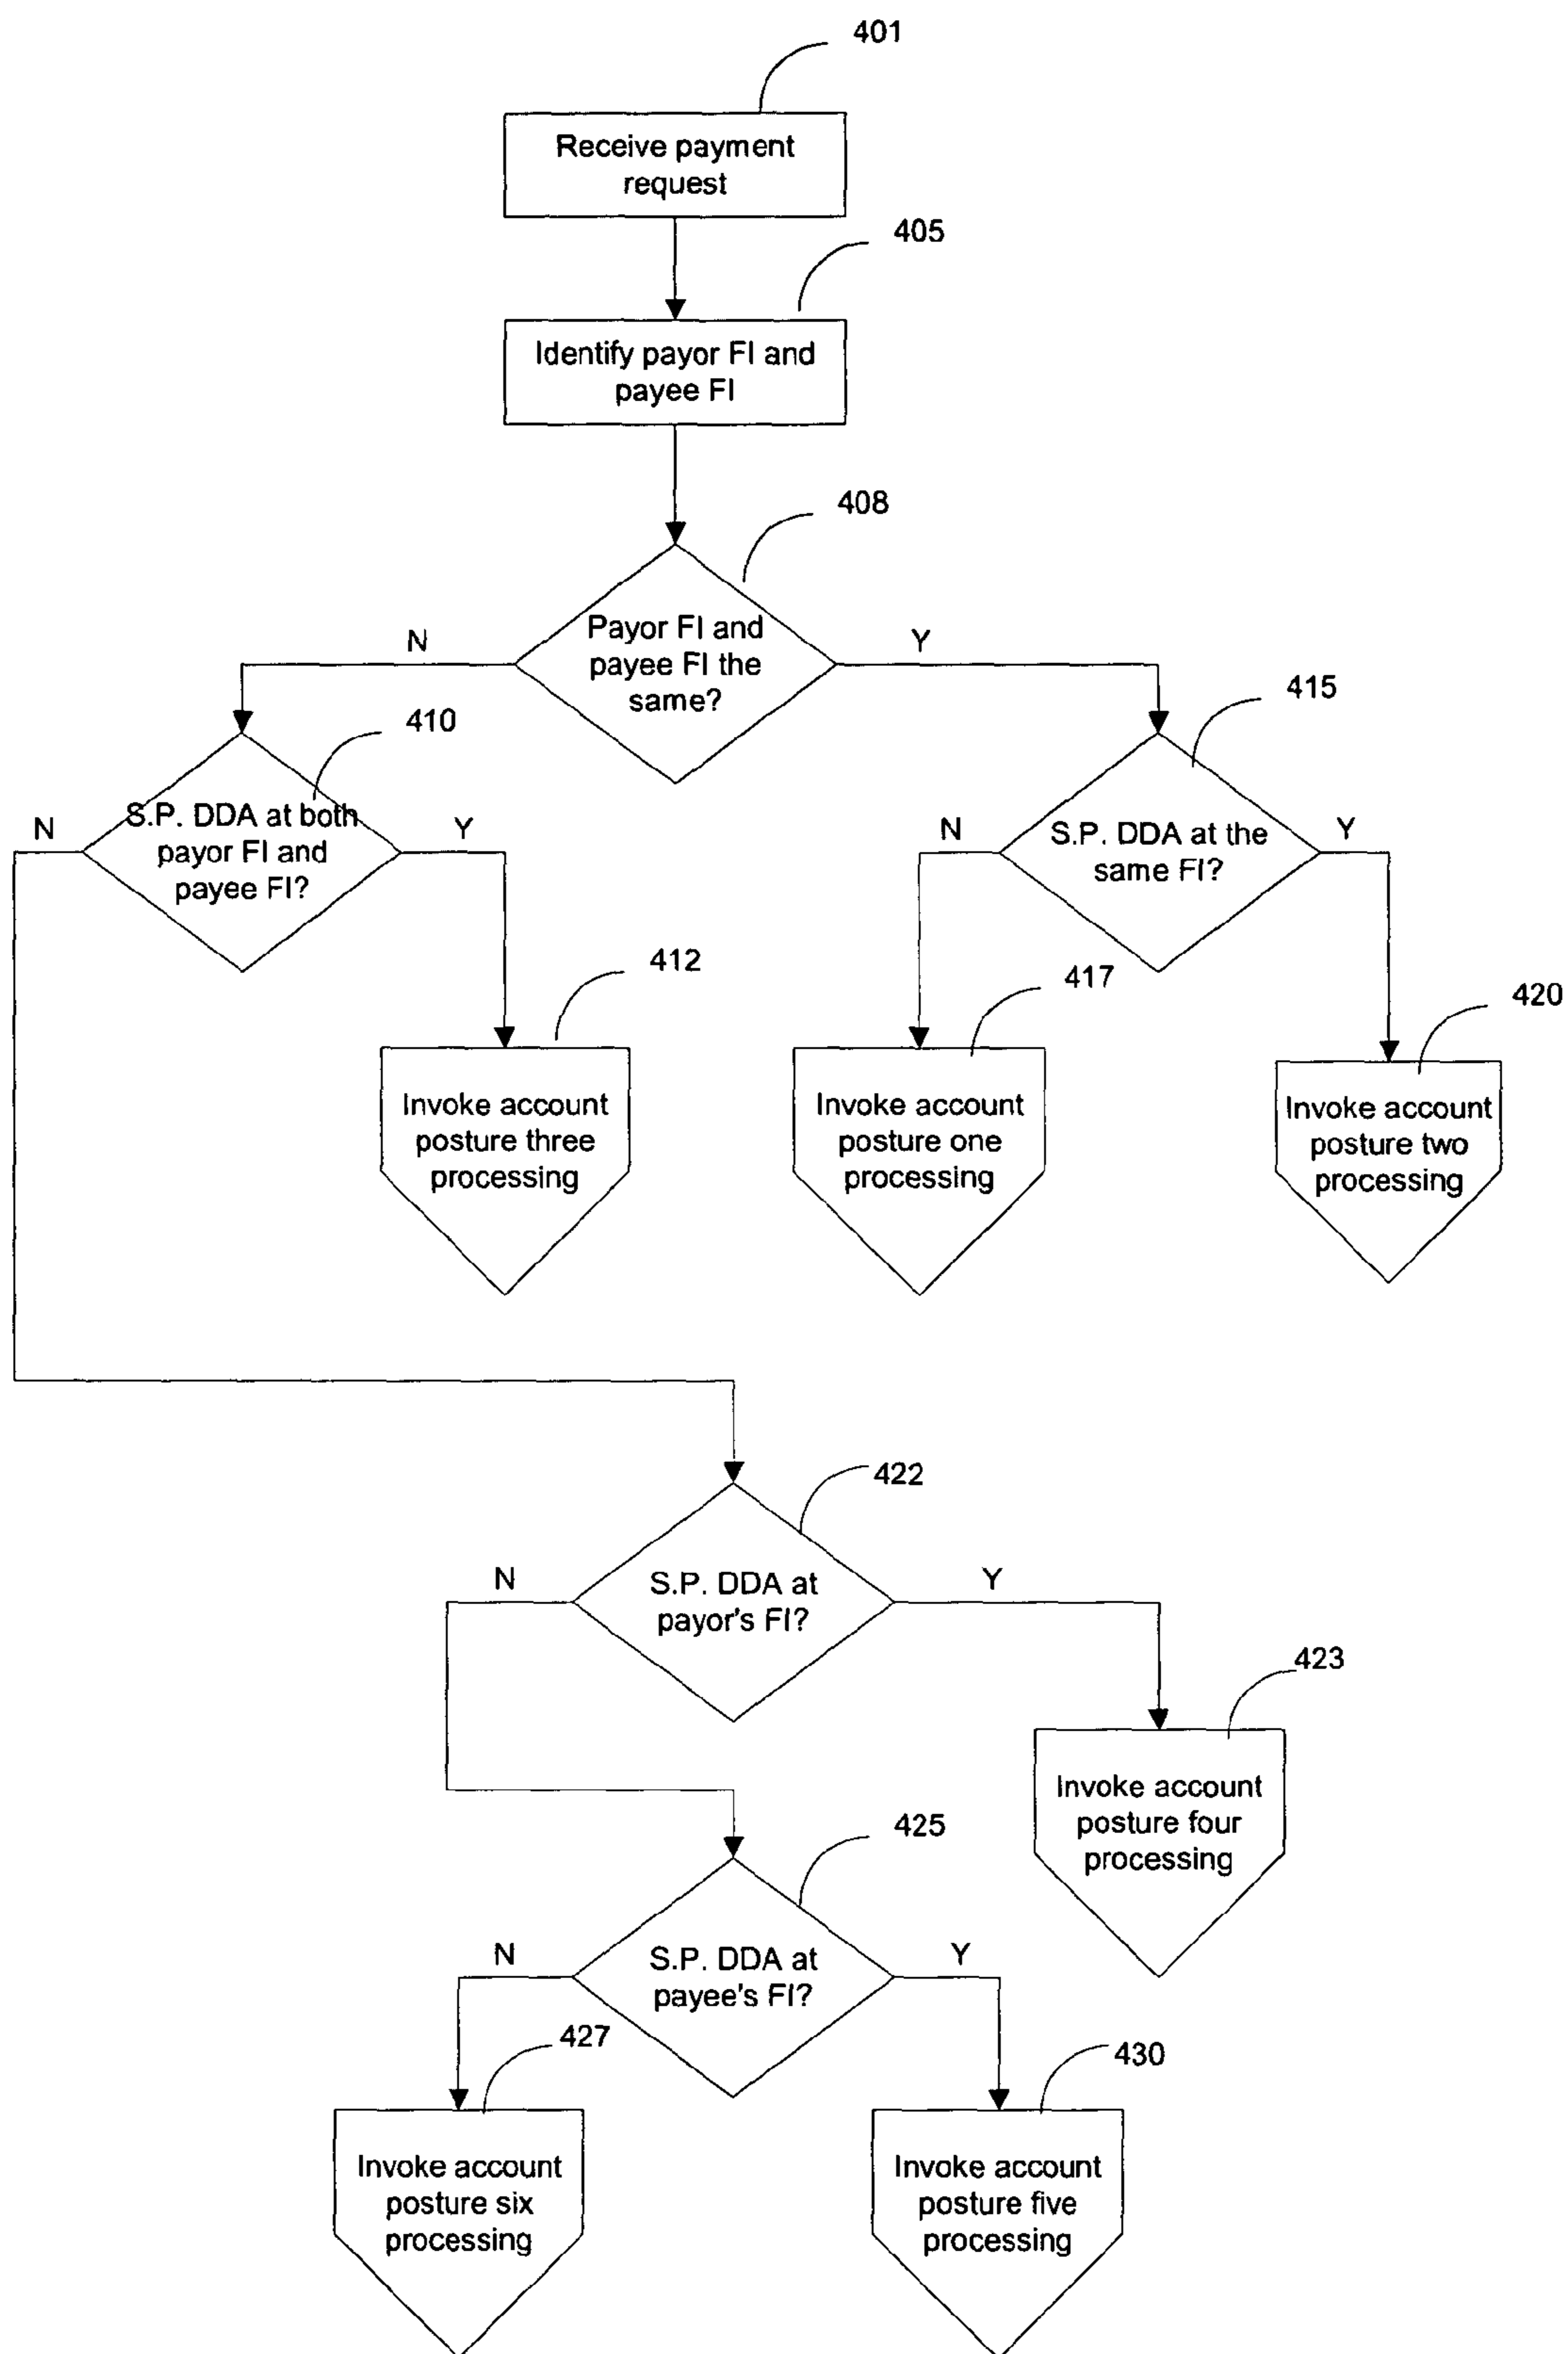 401
Receive payment
request
405
Identify payor FI and
payee FI
408
Payor FI and
payee FI the
same?
N
Y
410
415
S.P. DDA at both
payor FI and
payee FI?
N
Y
S.P. DDA at the
same FI?
N
Y
412
417
420
Invoke account
posture three
processing
Invoke account
posture one
processing
Invoke account
posture two
processing
422
S.P. DDA at
payor's FI?
N
Y
423
Invoke account
posture four
processing
425
S.P. DDA at
payee's FI?
N
Y
427
430
Invoke account
posture six
processing
Invoke account
posture five
processing